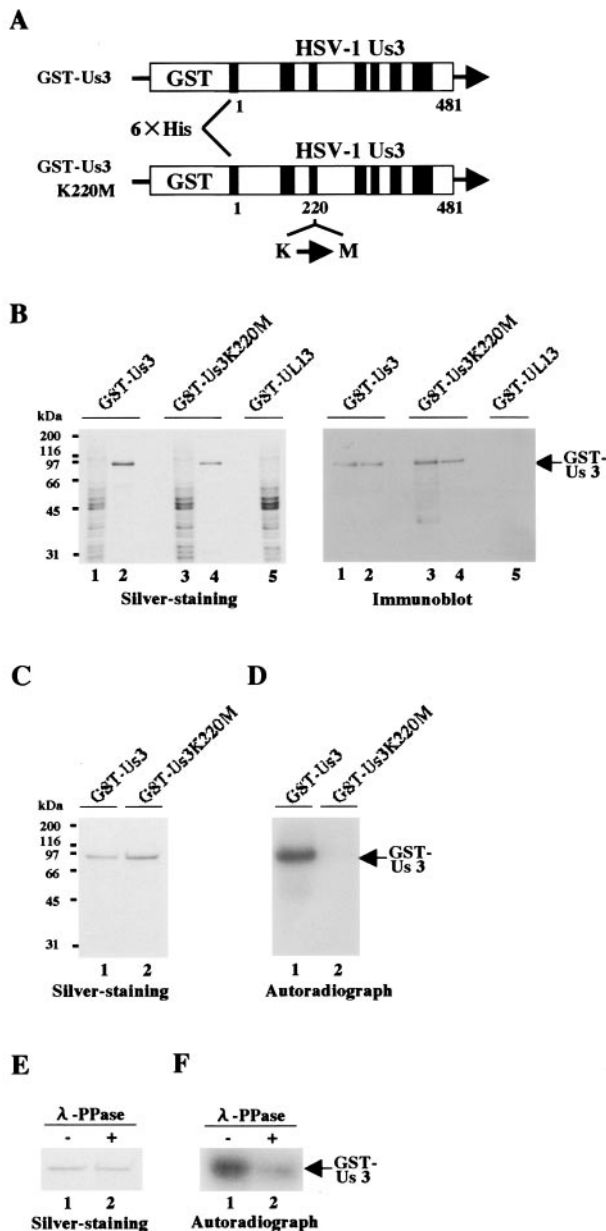 A
HSV-1 Us3
GST-Us3
GST
1
481
6×His
HSV-1 Us3
GST-Us3
K220M
GST
1
220
481
K M
B
GST-Us3
GST-Us3K220M
GST-UL13
GST-Us3
GST-Us3K220M
GST-UL13
kDa
200
116
97
66
45
31
GST-
Us 3
1 2 3 4 5
Silver-staining
1 2 3 4 5
Immunoblot
C
D
GST-Us3
GST-Us3K220M
GST-Us3
GST-Us3K220M
kDa
200
116
97
66
45
31
GST-
Us 3
1 2
Silver-staining
1 2
Autoradiograph
E
F
λ-PPase
- +
λ-PPase
- +
GST-
Us 3
1 2
Silver-staining
1 2
Autoradiograph